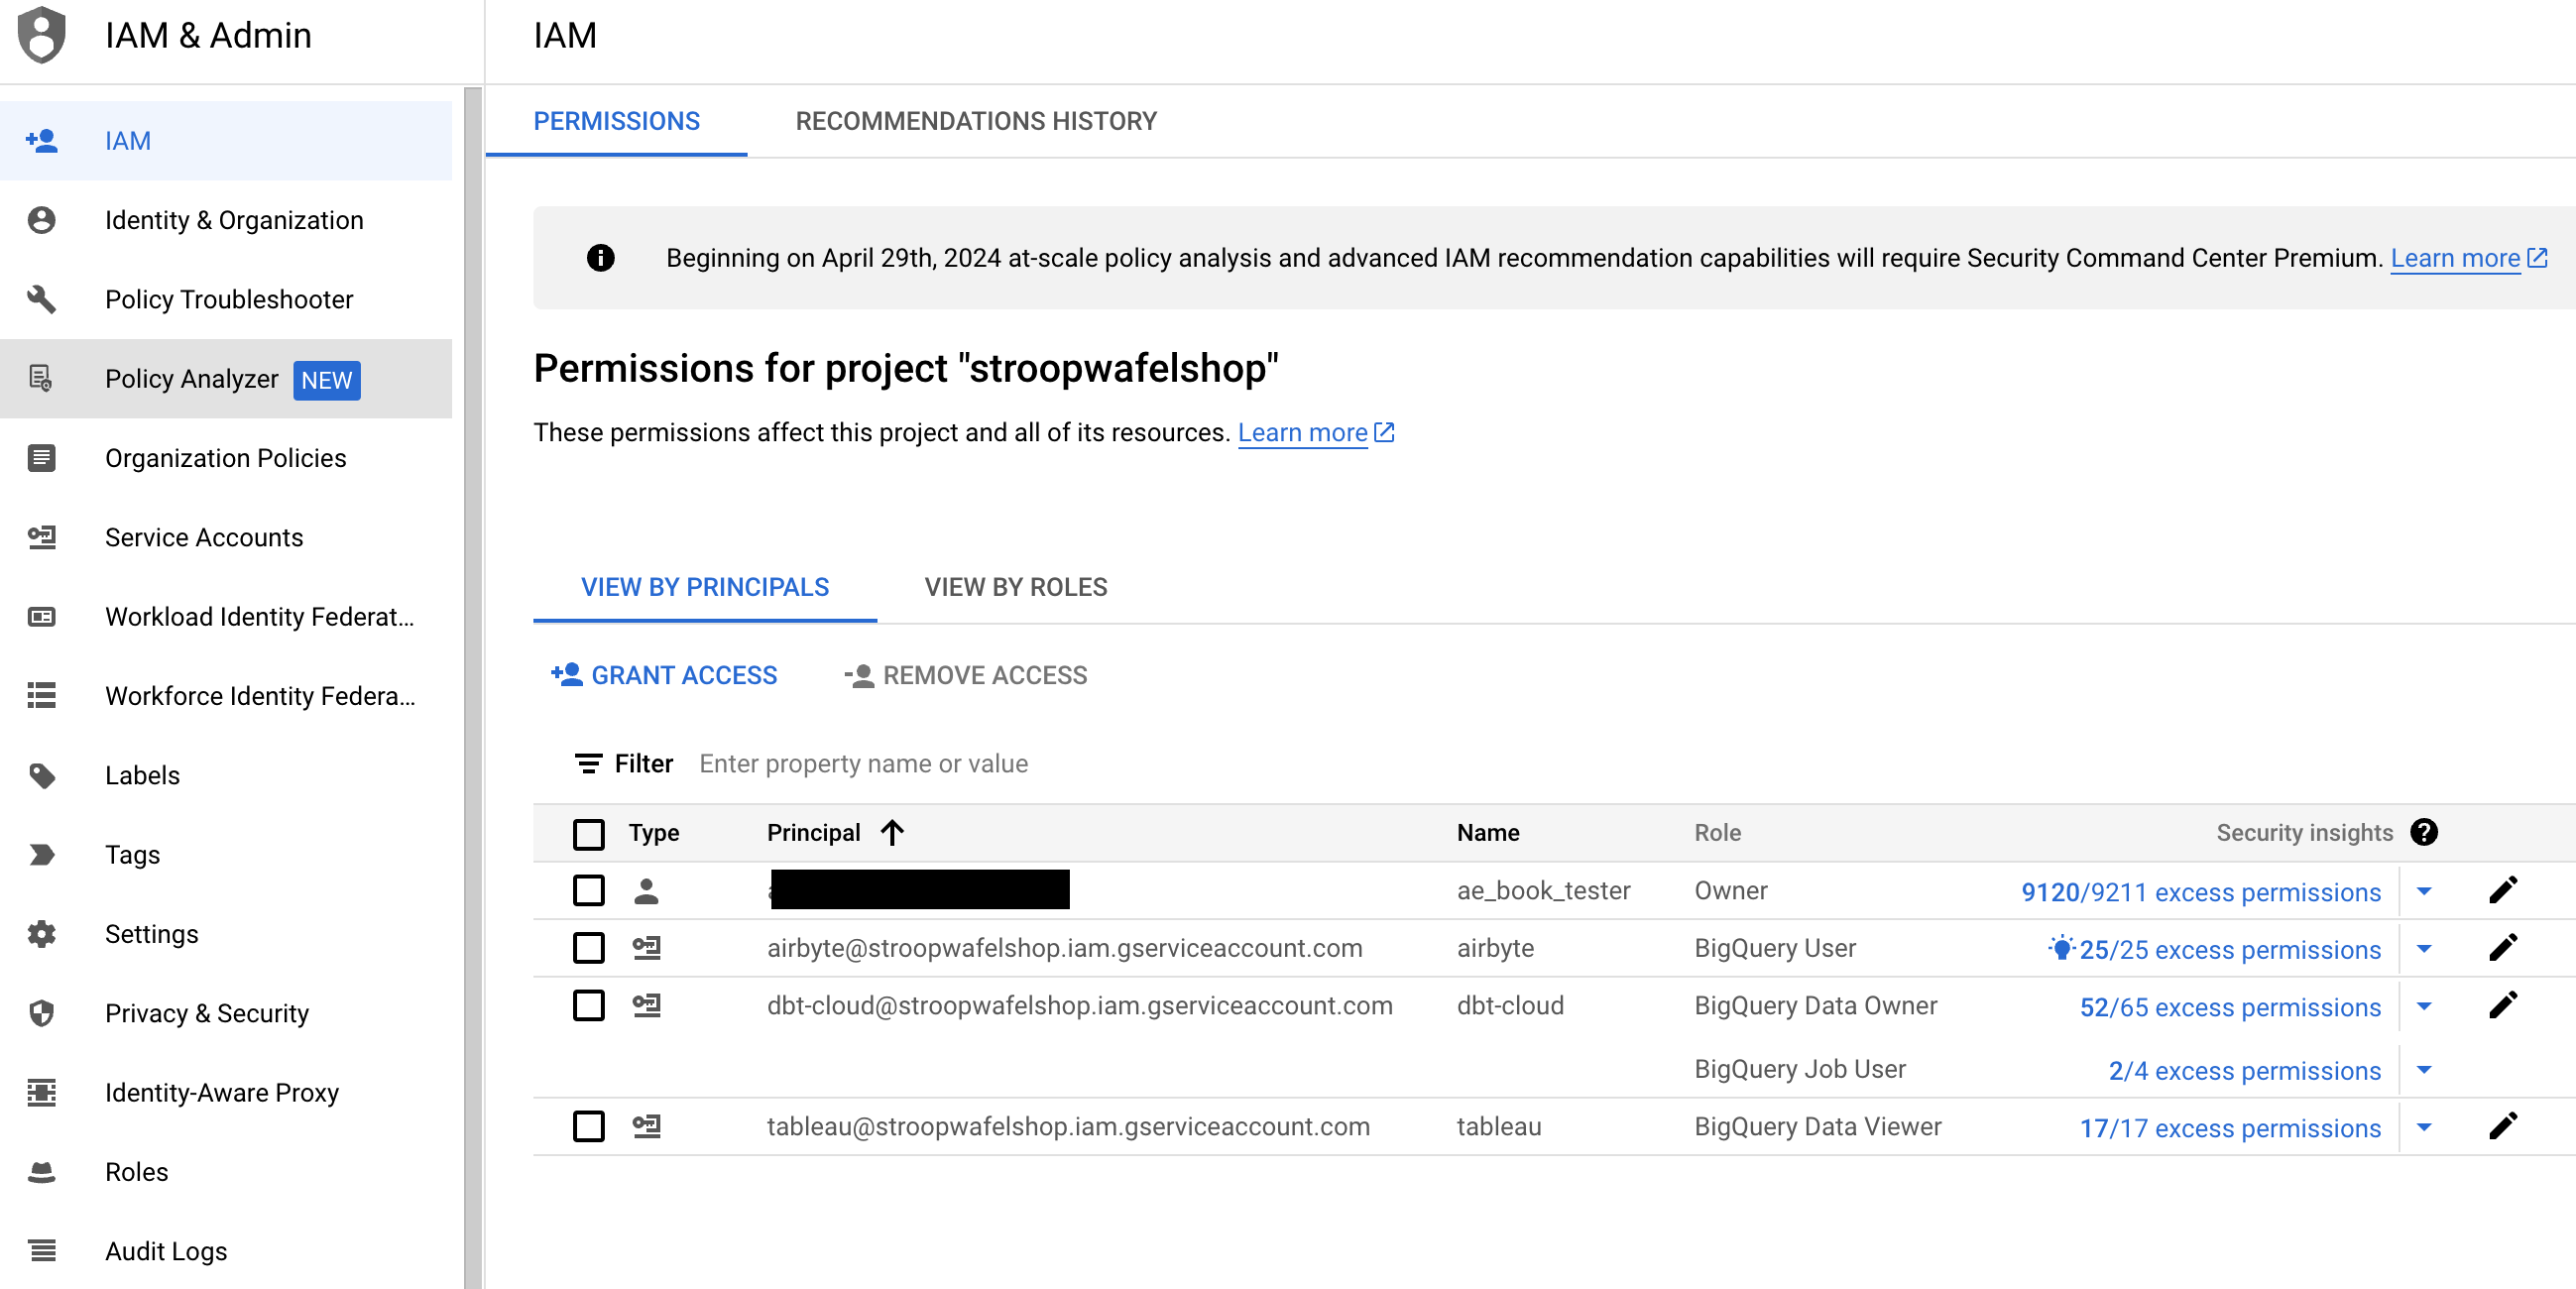 IAM & Admin
IAM
Identity & Organization
Policy Troubleshooter
Policy Analyzer NEW
Organization Policies
Service Accounts
Workload Identity Federat...
Workforce Identity Federa...
Labels
Tags
Settings
Privacy & Security
Identity-Aware Proxy
Roles
Audit Logs
IAM
PERMISSIONS RECOMMENDATIONS HISTORY
Beginning on April 29th, 2024 at-scale policy analysis and advanced IAM recommendation capabilities will require Security Command Center Premium. Learn more
Permissions for project "stroopwafelshop"
These permissions affect this project and all of its resources. Learn more
VIEW BY PRINCIPALS VIEW BY ROLES
GRANT ACCESS REMOVE ACCESS
Filter Enter property name or value
Type Principal Name Role Security insights
ae_book_tester Owner 9120/9211 excess permissions
airbyte@stroopwafelshop.iam.gserviceaccount.com airbyte BigQuery User 25/25 excess permissions
dbt-cloud@stroopwafelshop.iam.gserviceaccount.com dbt-cloud BigQuery Data Owner 52/65 excess permissions
BigQuery Job User 2/4 excess permissions
tableau@stroopwafelshop.iam.gserviceaccount.com tableau BigQuery Data Viewer 17/17 excess permissions